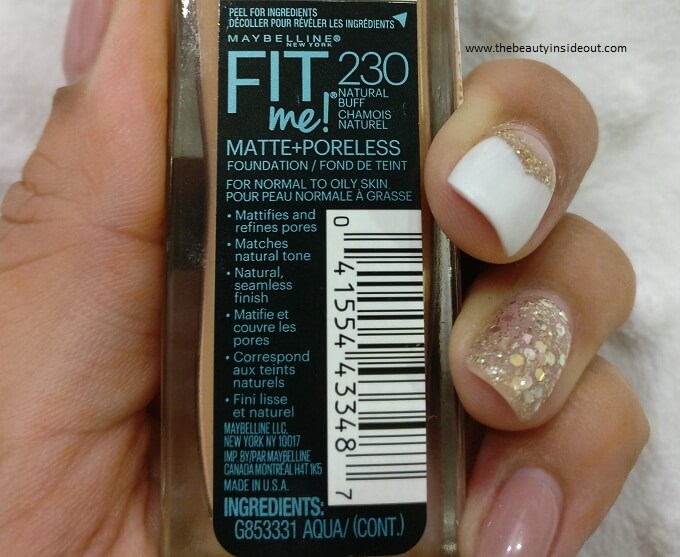 PEEL FOR INGREDIENTS
DÉCOLLER POUR RÉVÉLER LES INGRÉDIENTS
MAYBELLINE®
NEW YORK
FIT
me!®
230
NATURAL
BUFF
CHAMOIS
NATUREL
MATTE+PORELESS
FOUNDATION / FOND DE TEINT
FOR NORMAL TO OILY SKIN
POUR PEAU NORMALE À GRASSE
• Mattifies and
refines pores
• Matches
natural tone
• Natural,
seamless
finish
• Matifie et
couvre les
pores
• Correspond
aux teints
naturels
• Fini lisse
et naturel
0 41554 43348 7
MAYBELLINE LLC.
NEW YORK NY 10017
IMP. BY/PAR MAYBELLINE
CANADA MONTRÉAL H4T 1K5
MADE IN U.S.A.
INGREDIENTS:
G853331 AQUA/ (CONT.)
www.thebeautyinsideout.com